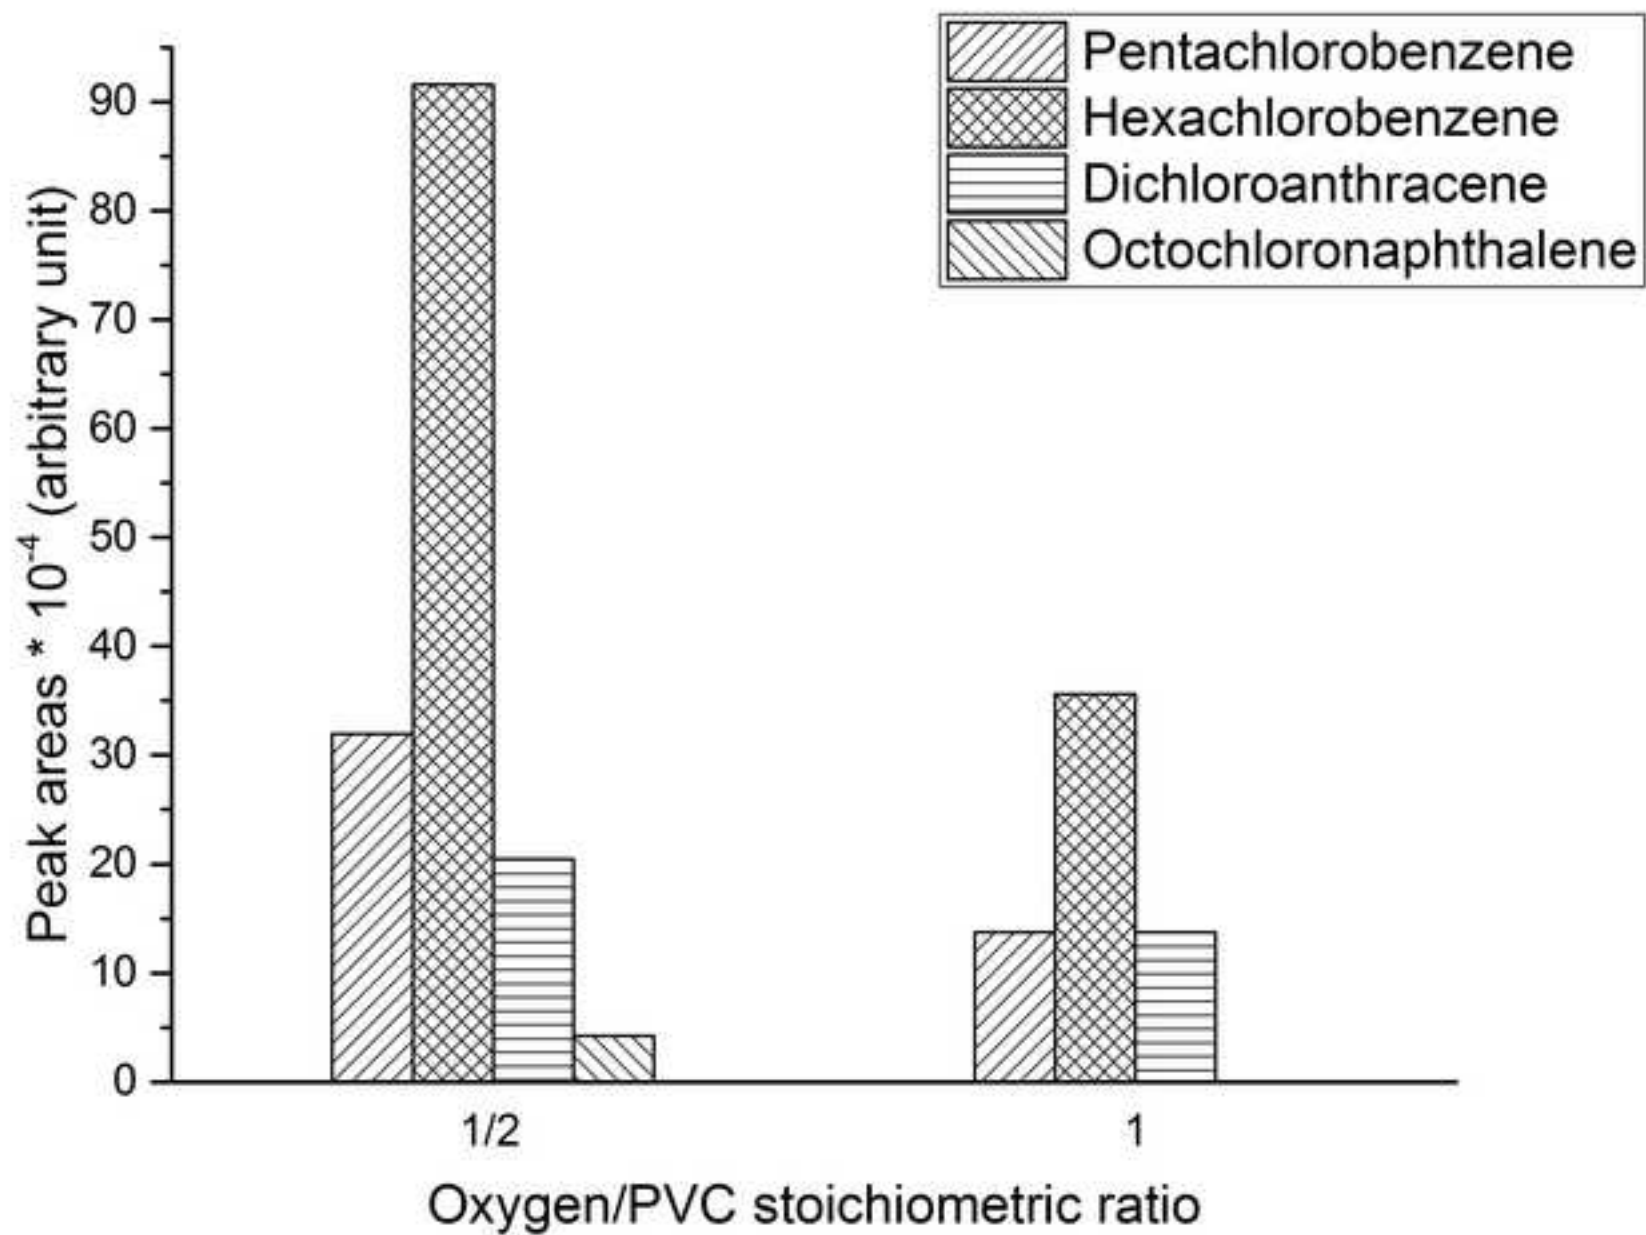 Pentachlorobenzene
Hexachlorobenzene
Dichloroanthracene
Octochloronaphthalene
Peak areas * 10⁻⁴ (arbitrary unit)
90
80
70
60
50
40
30
20
10
0
1/2 1
Oxygen/PVC stoichiometric ratio